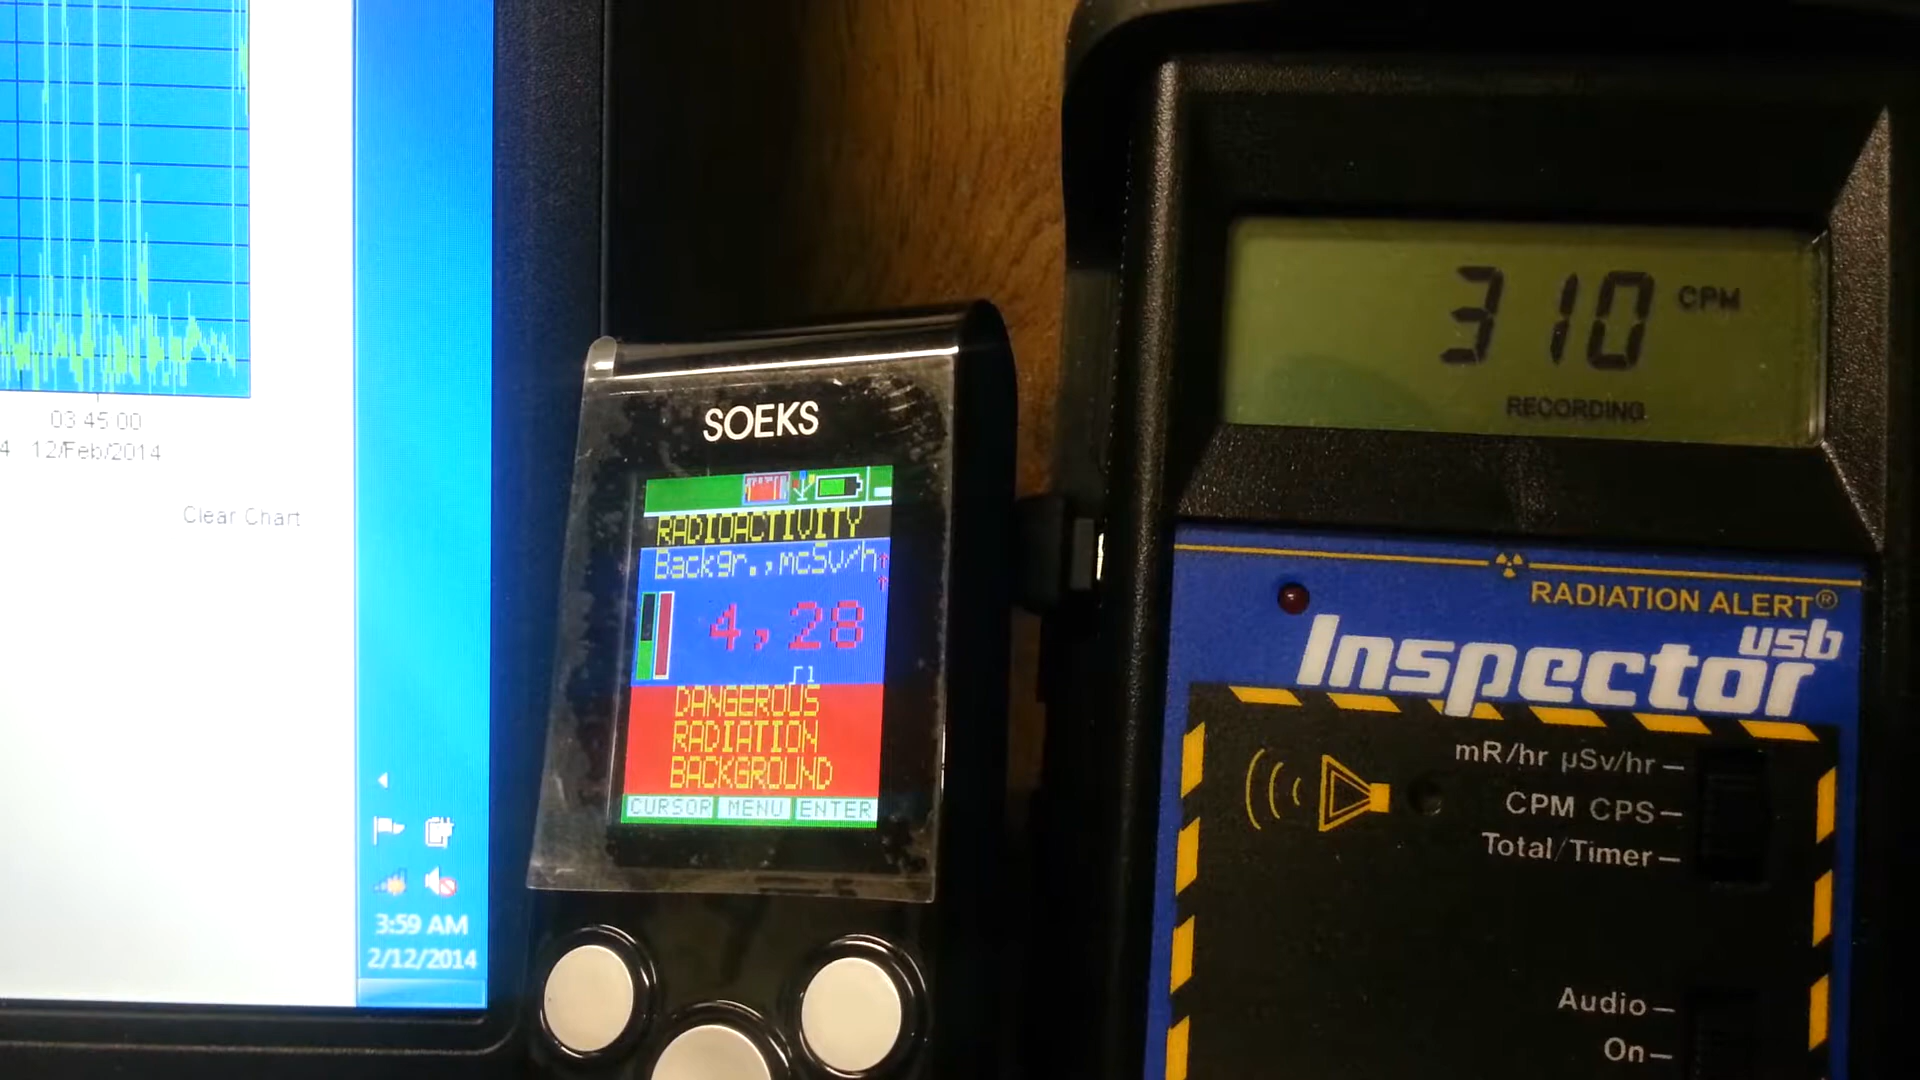 03:45:00
4 12/Feb/2014
Clear Chart
3:59 AM
2/12/2014
SOEKS
RADIOACTIVITY
Backgr.,mcSv/h
4,28
1
DANGEROUS
RADIATION
BACKGROUND
CURSOR MENU ENTER
310 CPM
RECORDING
RADIATION ALERT®
Inspector usb
mR/hr µSv/hr
CPM CPS
Total/Timer
Audio
On